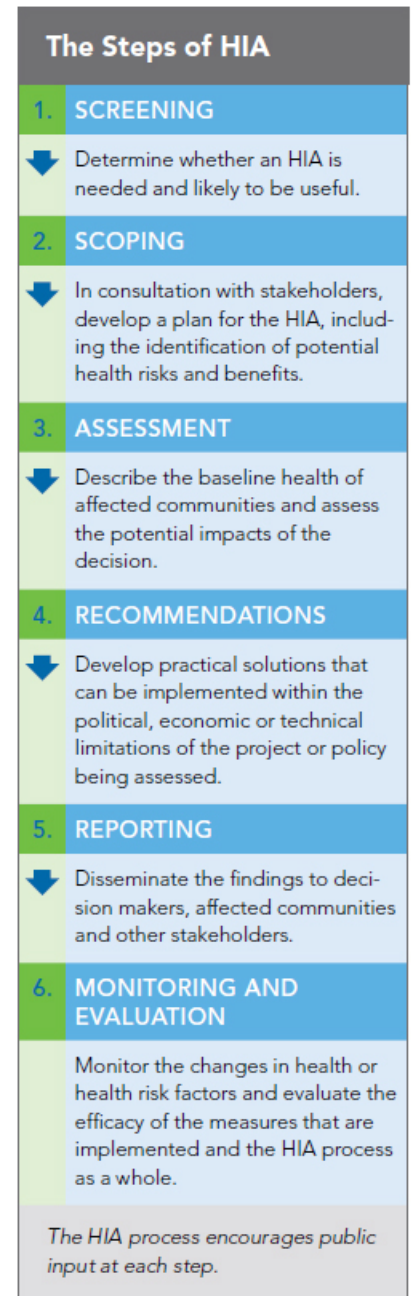 The Steps of HIA
1. SCREENING
Determine whether an HIA is
needed and likely to be useful.
2. SCOPING
In consultation with stakeholders,
develop a plan for the HIA, includ-
ing the identification of potential
health risks and benefits.
3. ASSESSMENT
Describe the baseline health of
affected communities and assess
the potential impacts of the
decision.
4. RECOMMENDATIONS
Develop practical solutions that
can be implemented within the
political, economic or technical
limitations of the project or policy
being assessed.
5. REPORTING
Disseminate the findings to deci-
sion makers, affected communities
and other stakeholders.
6. MONITORING AND
EVALUATION
Monitor the changes in health or
health risk factors and evaluate the
efficacy of the measures that are
implemented and the HIA process
as a whole.
The HIA process encourages public
input at each step.